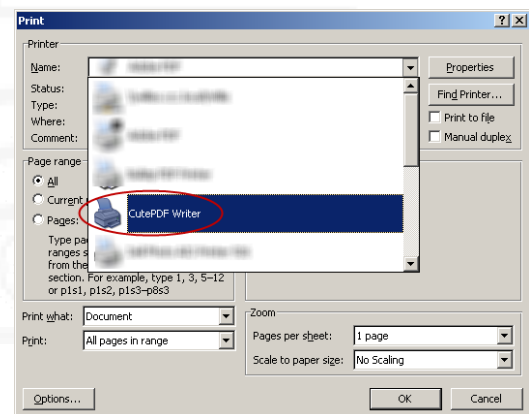 Print
Printer
Name:
Properties
Status:
Find Printer...
Type:
Where:
Print to file
Comment:
Manual duplex
Page range
All
Current
CutePDF Writer
Pages:
Type
ranges
from the
section. For example, type 1, 3, 5–12
or p1s1, p1s2, p1s3–p8s3
Print what: Document
Print: All pages in range
Zoom
Pages per sheet: 1 page
Scale to paper size: No Scaling
Options...
OK
Cancel